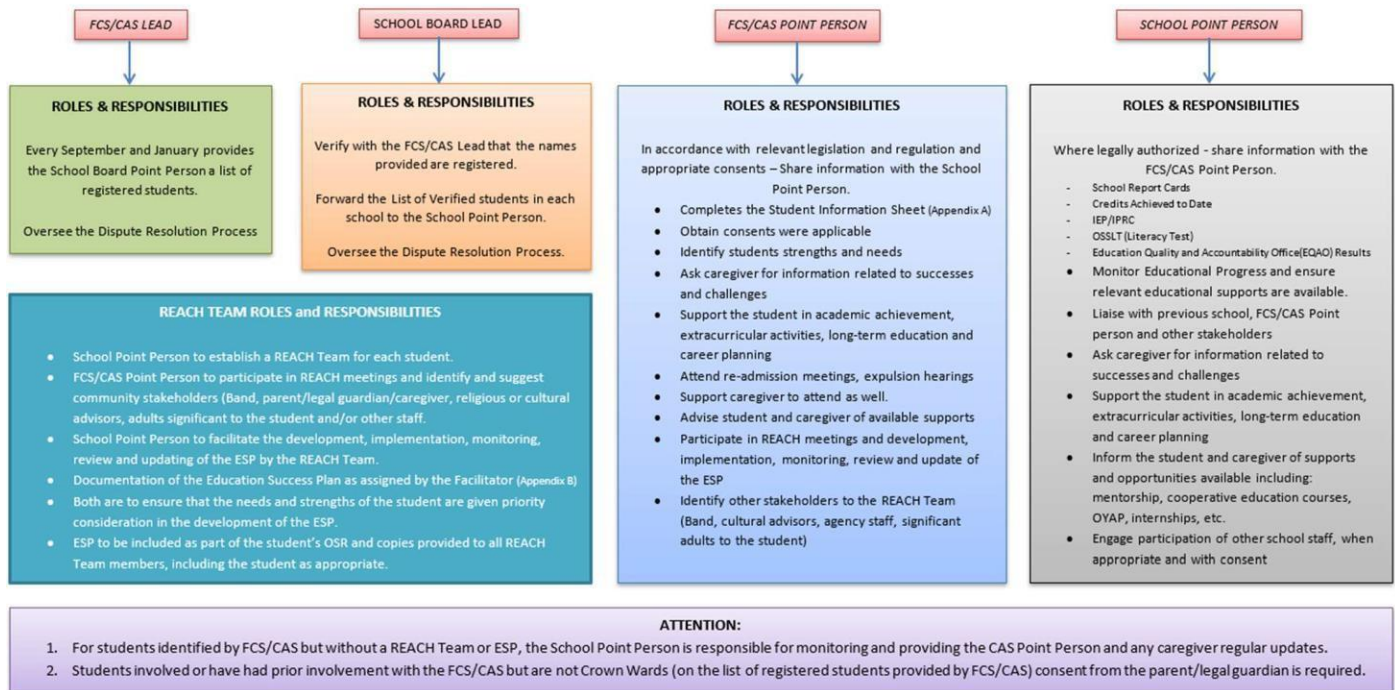 FCS/CAS LEAD
ROLES & RESPONSIBILITIES
Every September and January provides
the School Board Point Person a list of
registered students.
Oversee the Dispute Resolution Process
SCHOOL BOARD LEAD
ROLES & RESPONSIBILITIES
Verify with the FCS/CAS Lead that the names
provided are registered.
Forward the List of Verified students in each
school to the School Point Person.
Oversee the Dispute Resolution Process.
REACH TEAM ROLES and RESPONSIBILITIES
• School Point Person to establish a REACH Team for each student.
• FCS/CAS Point Person to participate in REACH meetings and identify and suggest
community stakeholders (Band, parent/legal guardian/caregiver, religious or cultural
advisors, adults significant to the student and/or other staff.
• School Point Person to facilitate the development, implementation, monitoring,
review and updating of the ESP by the REACH Team.
• Documentation of the Education Success Plan as assigned by the Facilitator (Appendix B)
• Both are to ensure that the needs and strengths of the student are given priority
consideration in the development of the ESP.
• ESP to be included as part of the student's OSR and copies provided to all REACH
Team members, including the student as appropriate.
FCS/CAS POINT PERSON
ROLES & RESPONSIBILITIES
In accordance with relevant legislation and regulation and
appropriate consents – Share information with the School
Point Person.
• Completes the Student Information Sheet (Appendix A)
• Obtain consents were applicable
• Identify students strengths and needs
• Ask caregiver for information related to successes
and challenges
• Support the student in academic achievement,
extracurricular activities, long-term education and
career planning
• Attend re-admission meetings, expulsion hearings
• Support caregiver to attend as well.
• Advise student and caregiver of available supports
• Participate in REACH meetings and development,
implementation, monitoring, review and update of
the ESP
• Identify other stakeholders to the REACH Team
(Band, cultural advisors, agency staff, significant
adults to the student)
SCHOOL POINT PERSON
ROLES & RESPONSIBILITIES
Where legally authorized - share information with the
FCS/CAS Point Person.
- School Report Cards
- Credits Achieved to Date
- IEP/IPRC
- OSSLT (Literacy Test)
- Education Quality and Accountability Office(EQAO) Results
• Monitor Educational Progress and ensure
relevant educational supports are available.
• Liaise with previous school, FCS/CAS Point
person and other stakeholders
• Ask caregiver for information related to
successes and challenges
• Support the student in academic achievement,
extracurricular activities, long-term education
and career planning
• Inform the student and caregiver of supports
and opportunities available including:
mentorship, cooperative education courses,
OYAP, internships, etc.
• Engage participation of other school staff, when
appropriate and with consent
ATTENTION:
1. For students identified by FCS/CAS but without a REACH Team or ESP, the School Point Person is responsible for monitoring and providing the CAS Point Person and any caregiver regular updates.
2. Students involved or have had prior involvement with the FCS/CAS but are not Crown Wards (on the list of registered students provided by FCS/CAS) consent from the parent/legal guardian is required.